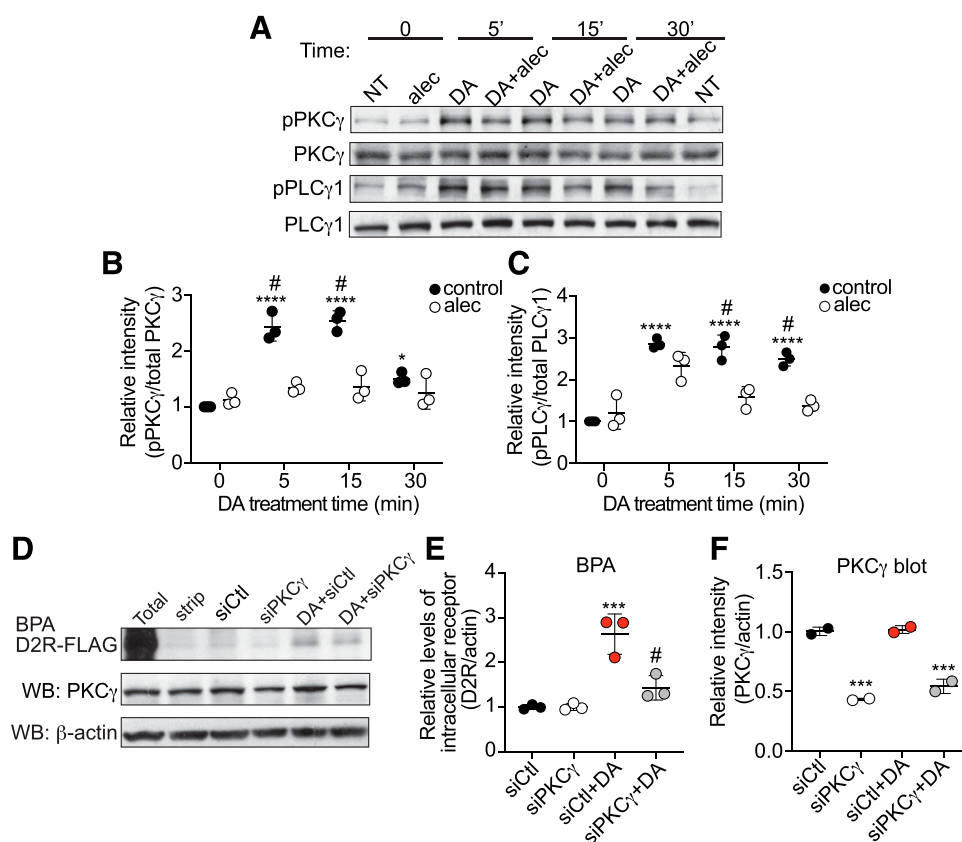 A
Time:
0 5’ 15’ 30’
NT alec DA DA+alec DA DA+alec DA DA+alec NT
pPKCγ
PKCγ
pPLCγ1
PLCγ1
B
Relative intensity
(pPKCγ/total PKCγ)
control
alec
3
2
1
0
#
****
#
****
*
0 5 15 30
DA treatment time (min)
C
Relative intensity
(pPLCγ/total PLCγ1)
control
alec
4
3
2
1
0
****
#
****
#
****
0 5 15 30
DA treatment time (min)
D
Total strip siCtl siPKCγ DA+siCtl DA+siPKCγ
BPA
D2R-FLAG
WB: PKCγ
WB: β-actin
E
BPA
Relative levels of
intracellular receptor
(D2R/actin)
4
3
2
1
0
***
#
siCtl siPKCγ siCtl+DA siPKCγ+DA
F
PKCγ blot
Relative intensity
(PKCγ/actin)
1.5
1.0
0.5
0.0
***
***
siCtl siPKCγ siCtl+DA siPKCγ+DA